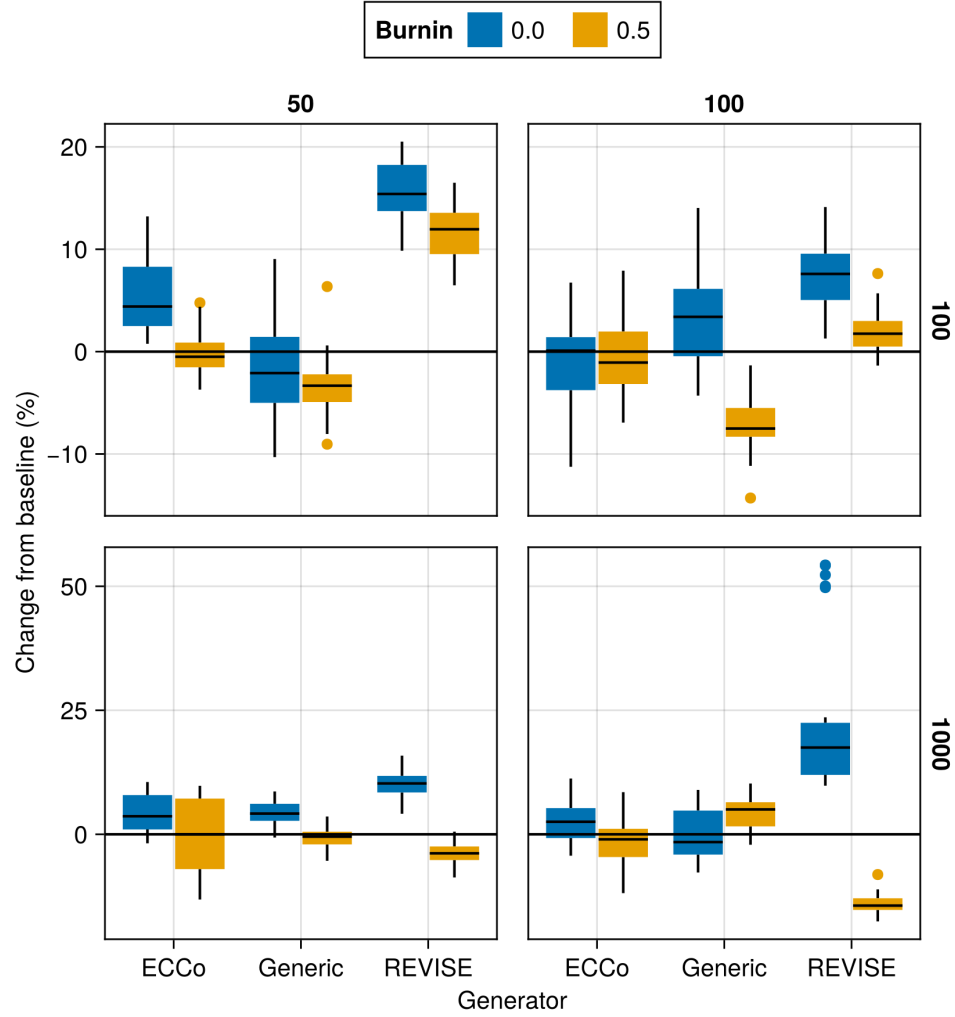 Burnin 0.0 0.5
50 100
20
10
0
−10
100
Change from baseline (%)
50
25
0
1000
ECCo Generic REVISE ECCo Generic REVISE
Generator